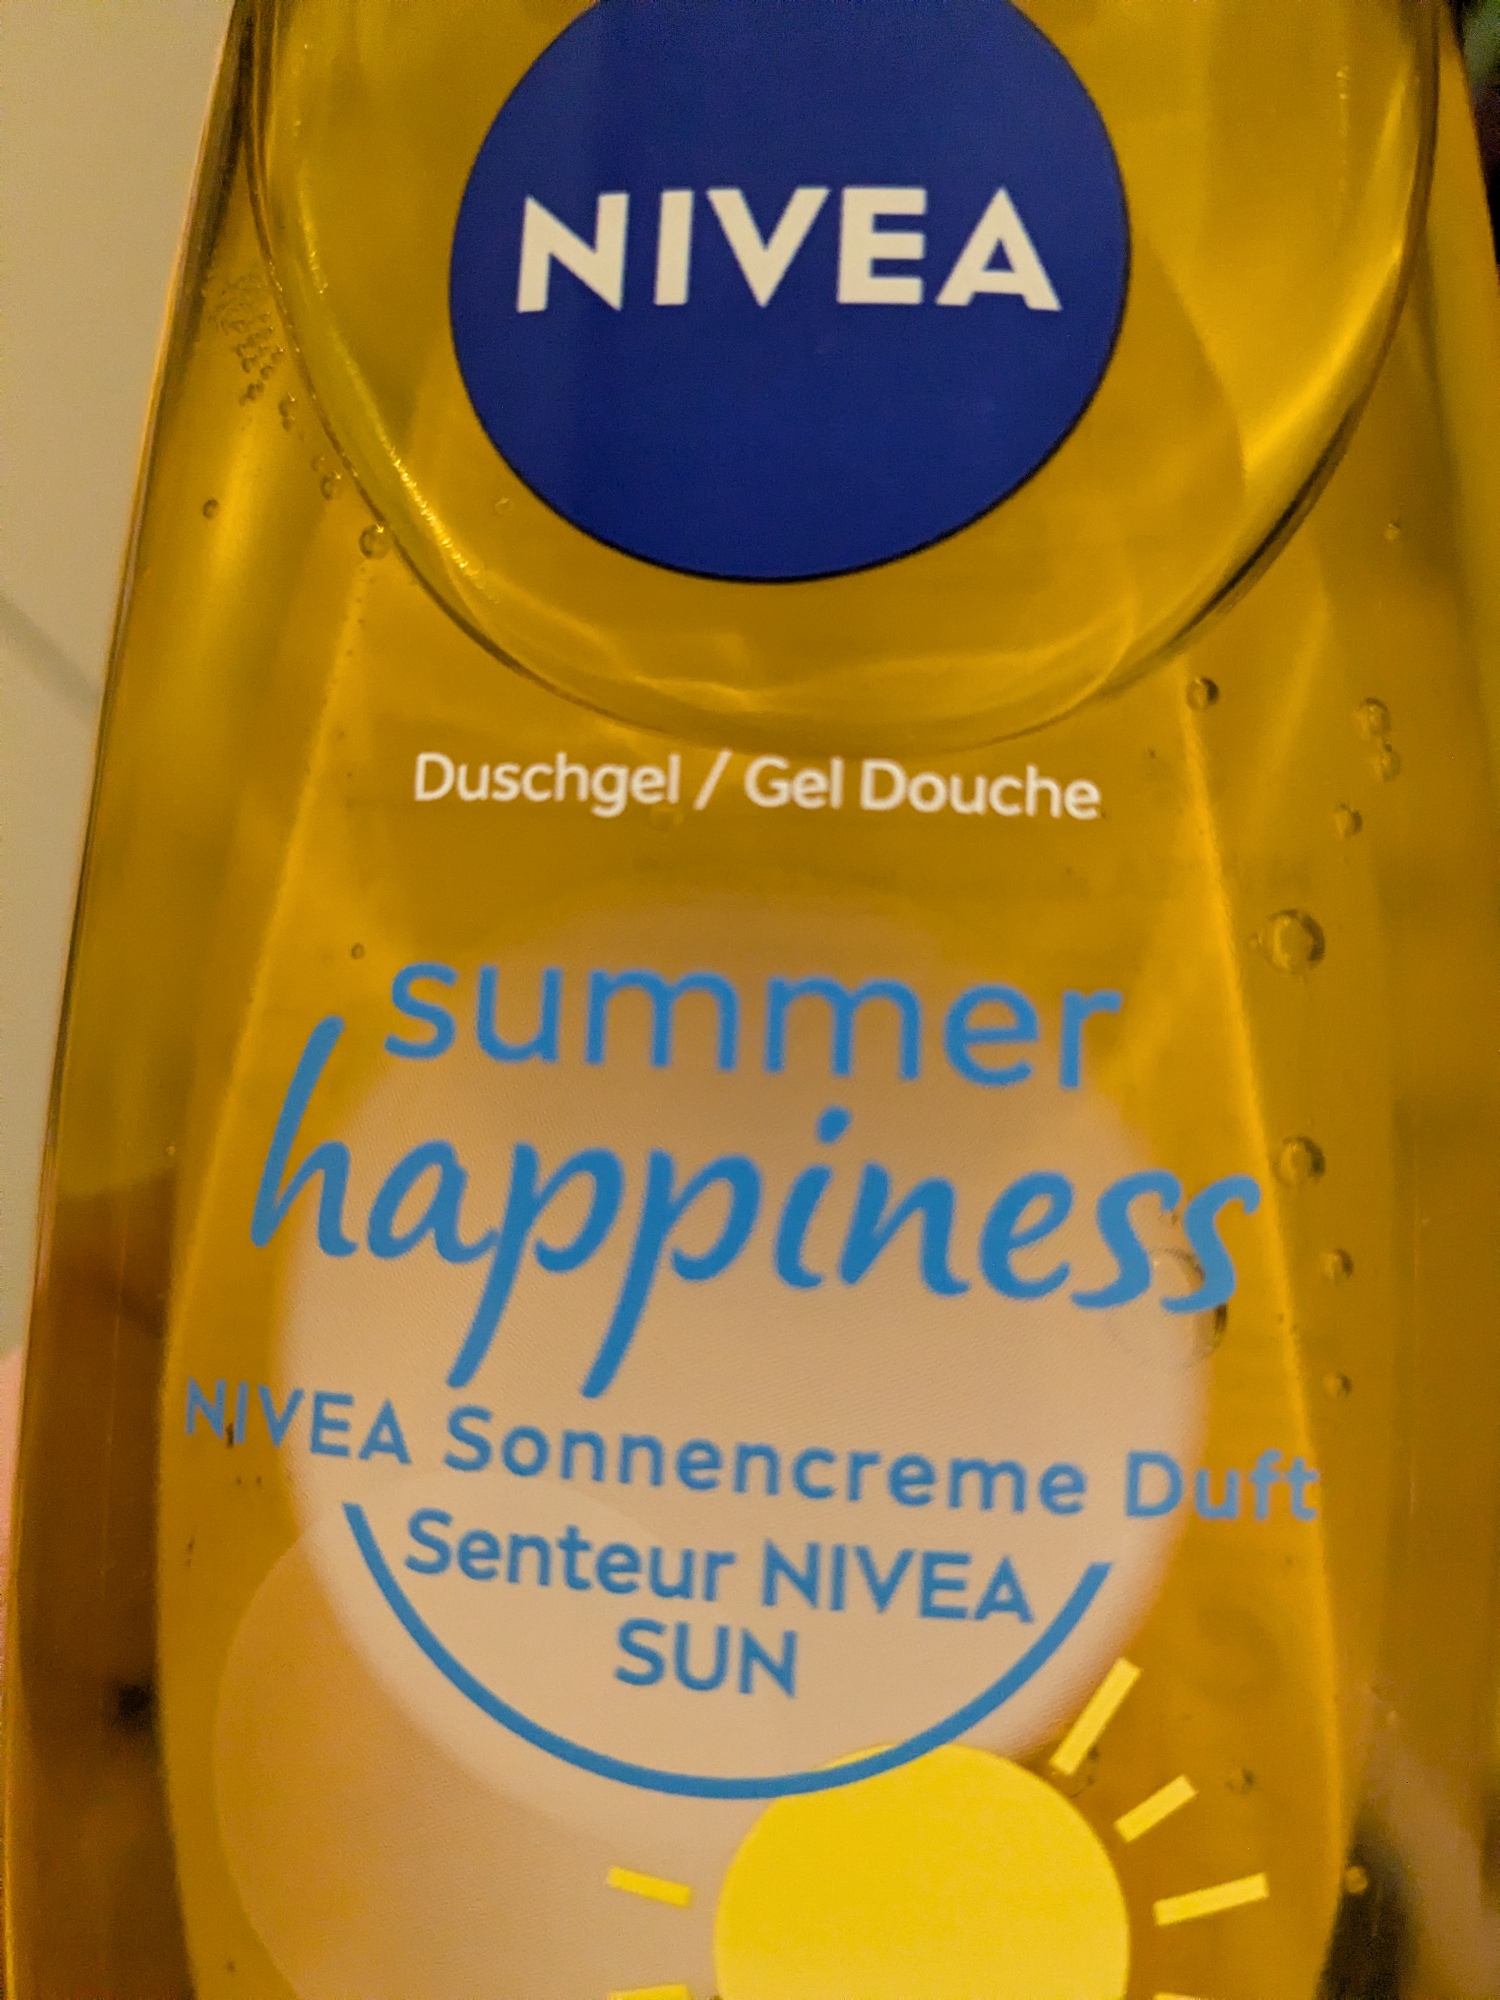 NIVEA
Duschgel / Gel Douche
summer
happiness
NIVEA Sonnencreme Duft
Senteur NIVEA
SUN